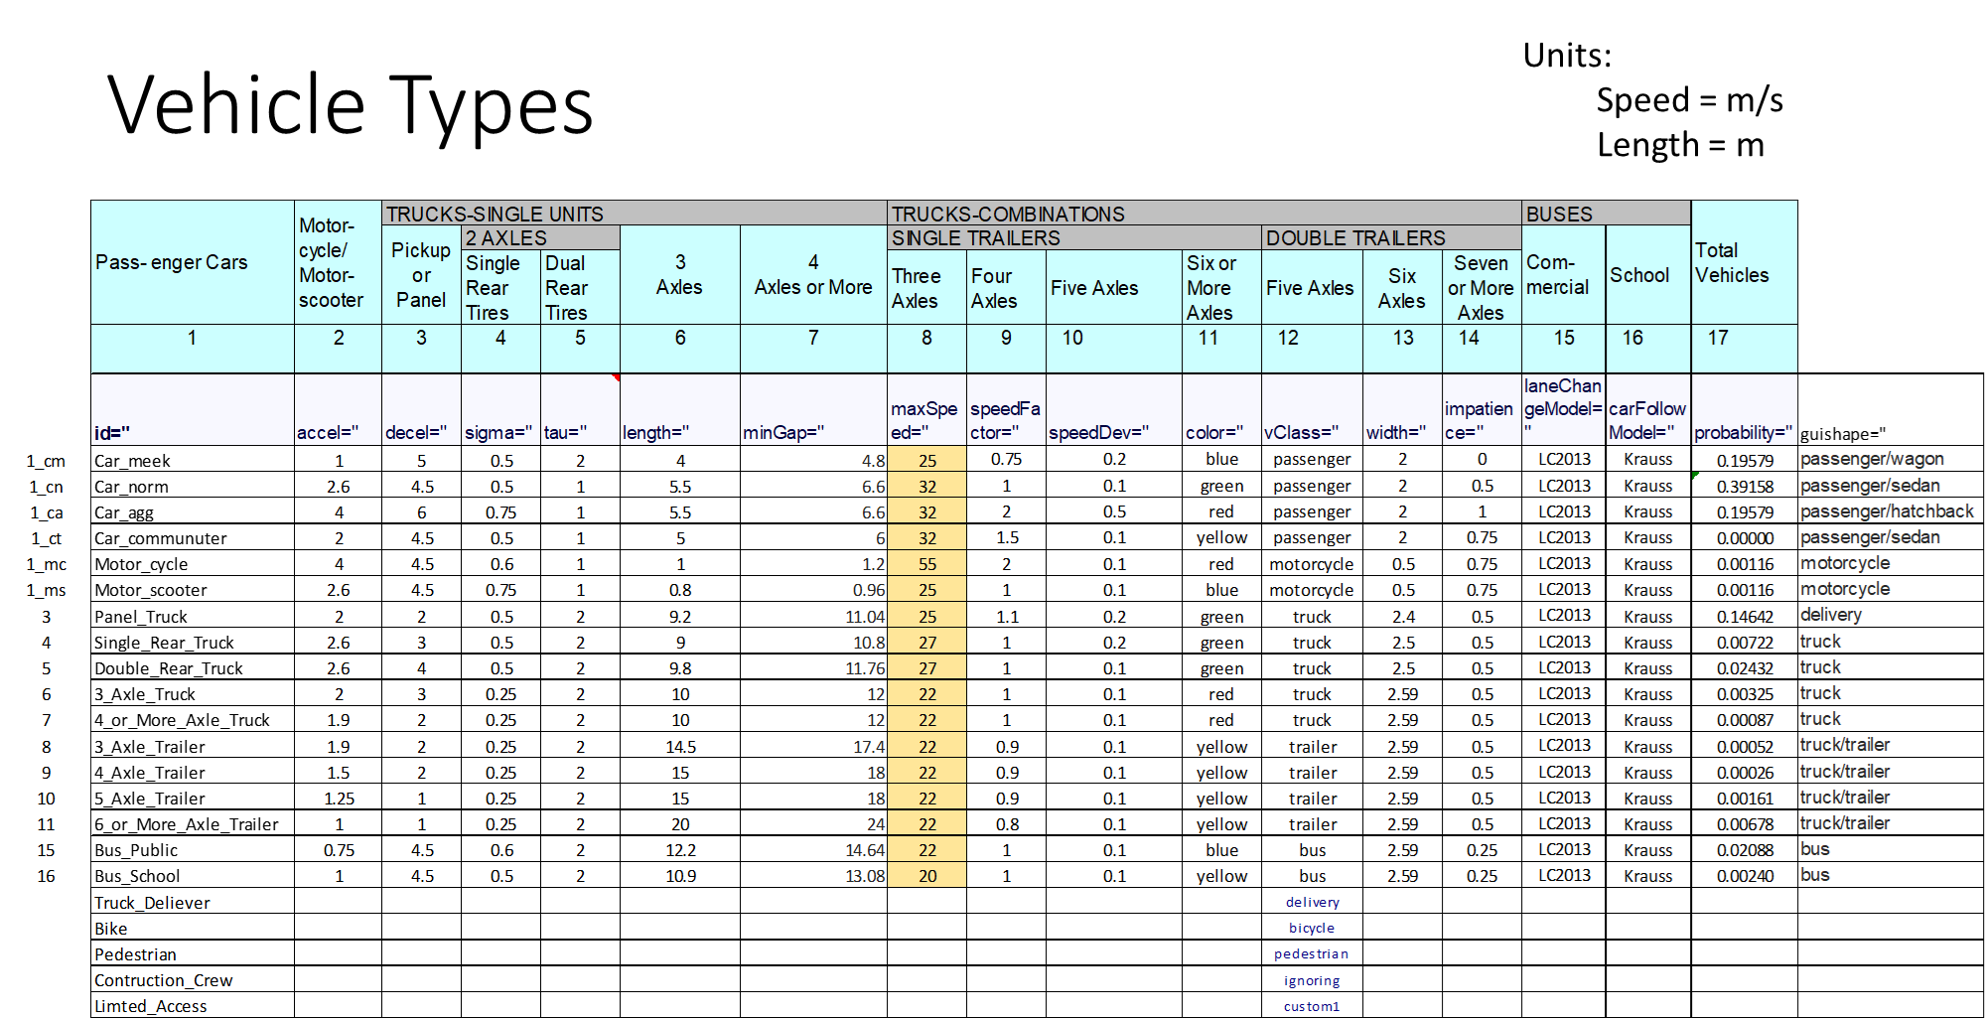 Vehicle Types
Units:
Speed = m/s
Length = m
TRUCKS-SINGLE UNITS TRUCKS-COMBINATIONS BUSES
2 AXLES SINGLE TRAILERS DOUBLE TRAILERS
Pass- enger Cars
Motor-
cycle/
Motor-
scooter
Pickup
or
Panel
Single
Rear
Tires
Dual
Rear
Tires
3
Axles
4
Axles or More
Three
Axles
Four
Axles
Five Axles
Six or
More
Axles
Five Axles
Six
Axles
Seven
or More
Axles
Com-
mercial
School
Total
Vehicles
1 2 3 4 5 6 7 8 9 10 11 12 13 14 15 16 17
id=" accel=" decel=" sigma=" tau=" length=" minGap="
maxSpe
ed="
speedFa
ctor="
speedDev=" color=" vClass=" width="
impatien
ce="
laneChan
geModel=
"
carFollow
Model="
probability=" guishape="
1_cm Car_meek 1 5 0.5 2 4 4.8 25 0.75 0.2 blue passenger 2 0 LC2013 Krauss 0.19579 passenger/wagon
1_cn Car_norm 2.6 4.5 0.5 1 5.5 6.6 32 1 0.1 green passenger 2 0.5 LC2013 Krauss 0.39158 passenger/sedan
1_ca Car_agg 4 6 0.75 1 5.5 6.6 32 2 0.5 red passenger 2 1 LC2013 Krauss 0.19579 passenger/hatchback
1_ct Car_communuter 2 4.5 0.5 1 5 6 32 1.5 0.1 yellow passenger 2 0.75 LC2013 Krauss 0.00000 passenger/sedan
1_mc Motor_cycle 4 4.5 0.6 1 1 1.2 55 2 0.1 red motorcycle 0.5 0.75 LC2013 Krauss 0.00116 motorcycle
1_ms Motor_scooter 2.6 4.5 0.75 1 0.8 0.96 25 1 0.1 blue motorcycle 0.5 0.75 LC2013 Krauss 0.00116 motorcycle
3 Panel_Truck 2 2 0.5 2 9.2 11.04 25 1.1 0.2 green truck 2.4 0.5 LC2013 Krauss 0.14642 delivery
4 Single_Rear_Truck 2.6 3 0.5 2 9 10.8 27 1 0.2 green truck 2.5 0.5 LC2013 Krauss 0.00722 truck
5 Double_Rear_Truck 2.6 4 0.5 2 9.8 11.76 27 1 0.1 green truck 2.5 0.5 LC2013 Krauss 0.02432 truck
6 3_Axle_Truck 2 3 0.25 2 10 12 22 1 0.1 red truck 2.59 0.5 LC2013 Krauss 0.00325 truck
7 4_or_More_Axle_Truck 1.9 2 0.25 2 10 12 22 1 0.1 red truck 2.59 0.5 LC2013 Krauss 0.00087 truck
8 3_Axle_Trailer 1.9 2 0.25 2 14.5 17.4 22 0.9 0.1 yellow trailer 2.59 0.5 LC2013 Krauss 0.00052 truck/trailer
9 4_Axle_Trailer 1.5 2 0.25 2 15 18 22 0.9 0.1 yellow trailer 2.59 0.5 LC2013 Krauss 0.00026 truck/trailer
10 5_Axle_Trailer 1.25 1 0.25 2 15 18 22 0.9 0.1 yellow trailer 2.59 0.5 LC2013 Krauss 0.00161 truck/trailer
11 6_or_More_Axle_Trailer 1 1 0.25 2 20 24 22 0.8 0.1 yellow trailer 2.59 0.5 LC2013 Krauss 0.00678 truck/trailer
15 Bus_Public 0.75 4.5 0.6 2 12.2 14.64 22 1 0.1 blue bus 2.59 0.25 LC2013 Krauss 0.02088 bus
16 Bus_School 1 4.5 0.5 2 10.9 13.08 20 1 0.1 yellow bus 2.59 0.25 LC2013 Krauss 0.00240 bus
Truck_Deliever delivery
Bike bicycle
Pedestrian pedestrian
Contruction_Crew ignoring
Limted_Access custom1